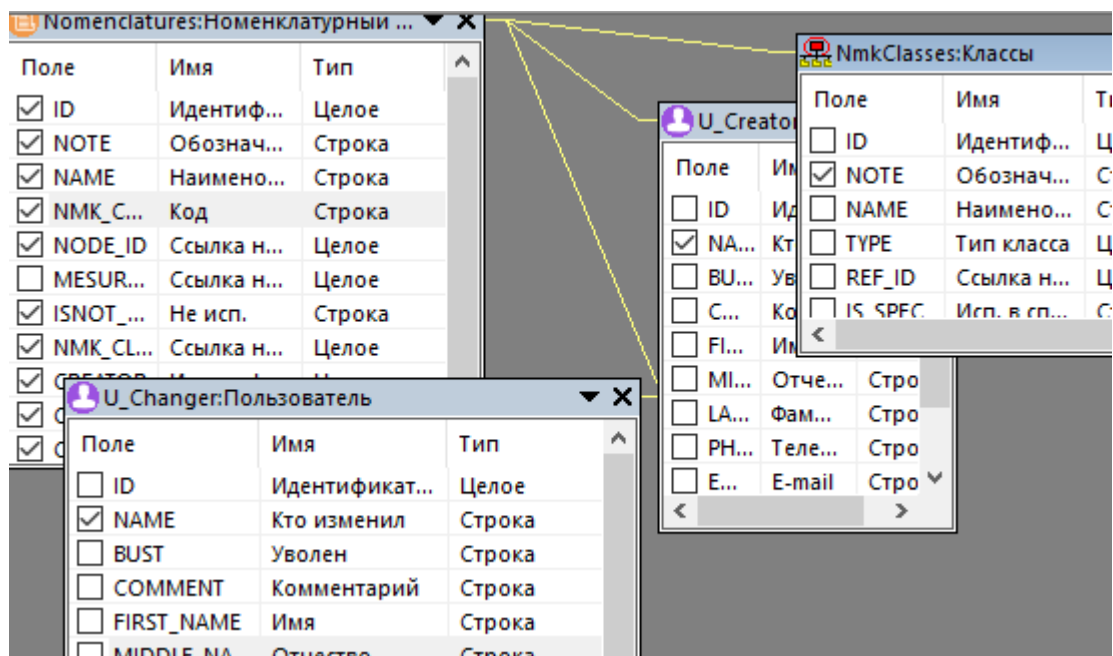 Nomenclatures:Номенклатурный ...
Поле Имя Тип
ID Идентиф... Целое
NOTE Обознач... Строка
NAME Наимено... Строка
NMK_C... Код Строка
NODE_ID Ссылка н... Целое
MESUR... Ссылка н... Целое
ISNOT_... Не исп. Строка
NMK_CL... Ссылка н... Целое
U_Changer:Пользователь
Поле Имя Тип
ID Идентификат... Целое
NAME Кто изменил Строка
BUST Уволен Строка
COMMENT Комментарий Строка
FIRST_NAME Имя Строка
MIDDLE_NA... Отчество Строка
U_Creator
Поле
ID
NA...
BU...
C...
FI...
MI... Отче... Стро
LA... Фам... Стро
PH... Теле... Стро
E... E-mail Стро
NmkClasses:Классы
Поле Имя
ID Идентиф...
NOTE Обознач...
NAME Наимено...
TYPE Тип класса
REF_ID Ссылка н...
IS_SPEC Исп. в сп...